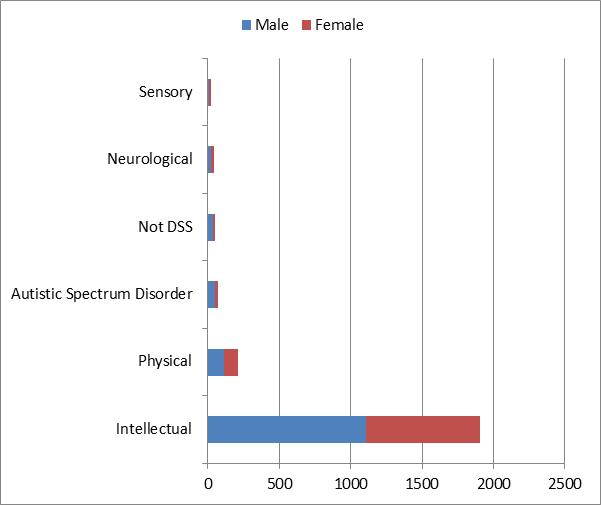 Male Female
Sensory
Neurological
Not DSS
Autistic Spectrum Disorder
Physical
Intellectual
0 500 1000 1500 2000 2500